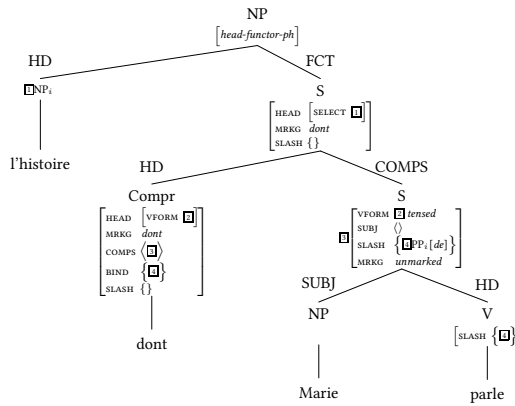 NP
[head-functor-ph]
HD FCT
1 NPi S
HEAD [SELECT 1]
MRKG dont
SLASH {}
l'histoire
HD COMPS
Compr S
HEAD [VFORM 2]
MRKG dont
COMPS ⟨3⟩
BIND {4}
SLASH {}
3 VFORM 2 tensed
SUBJ ⟨⟩
SLASH {4 PPi[de]}
MRKG unmarked
SUBJ HD
dont
NP V
[SLASH {4}]
Marie parle